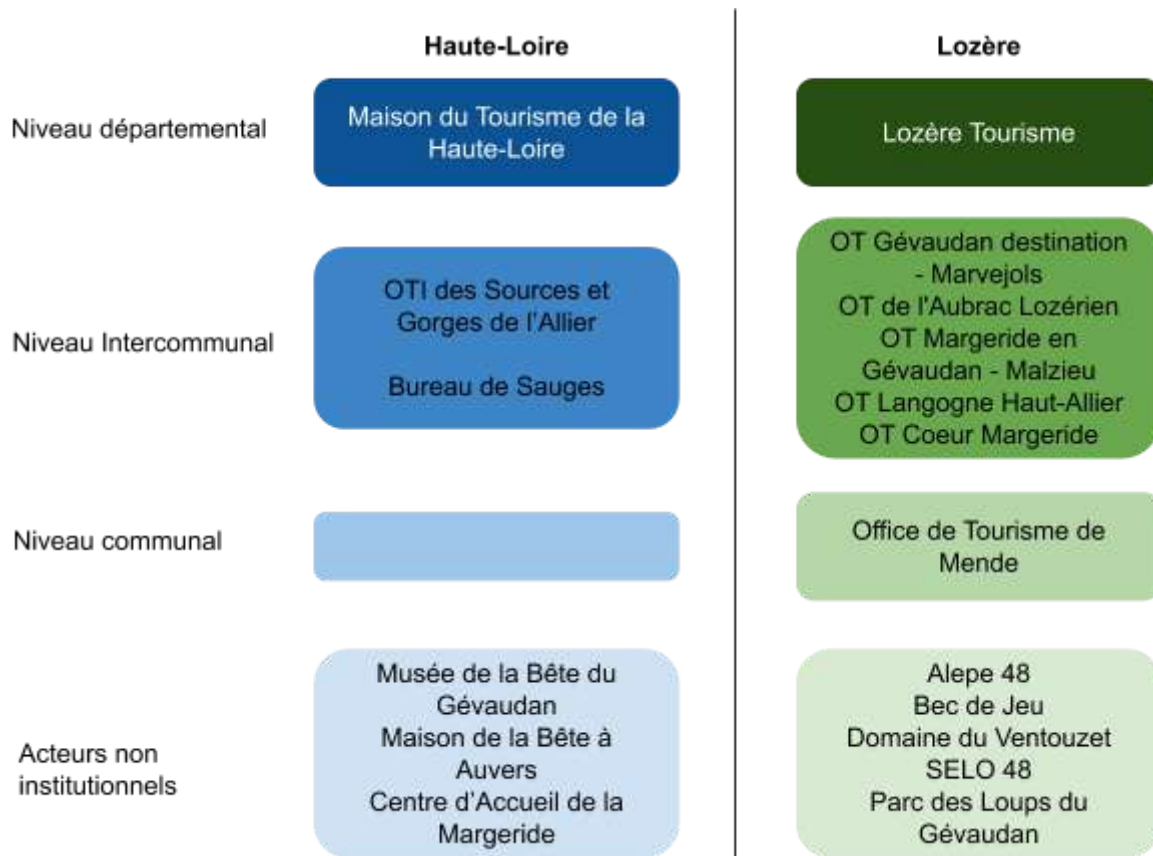 Haute-Loire
Lozère
Niveau départemental
Maison du Tourisme de la
Haute-Loire
Lozère Tourisme
Niveau Intercommunal
OTI des Sources et
Gorges de l'Allier
Bureau de Sauges
OT Gévaudan destination
- Marvejols
OT de l'Aubrac Lozérien
OT Margeride en
Gévaudan - Malzieu
OT Langogne Haut-Allier
OT Coeur Margeride
Niveau communal
Office de Tourisme de
Mende
Acteurs non
institutionnels
Musée de la Bête du
Gévaudan
Maison de la Bête à
Auvers
Centre d'Accueil de la
Margeride
Alepe 48
Bec de Jeu
Domaine du Ventouzet
SELO 48
Parc des Loups du
Gévaudan